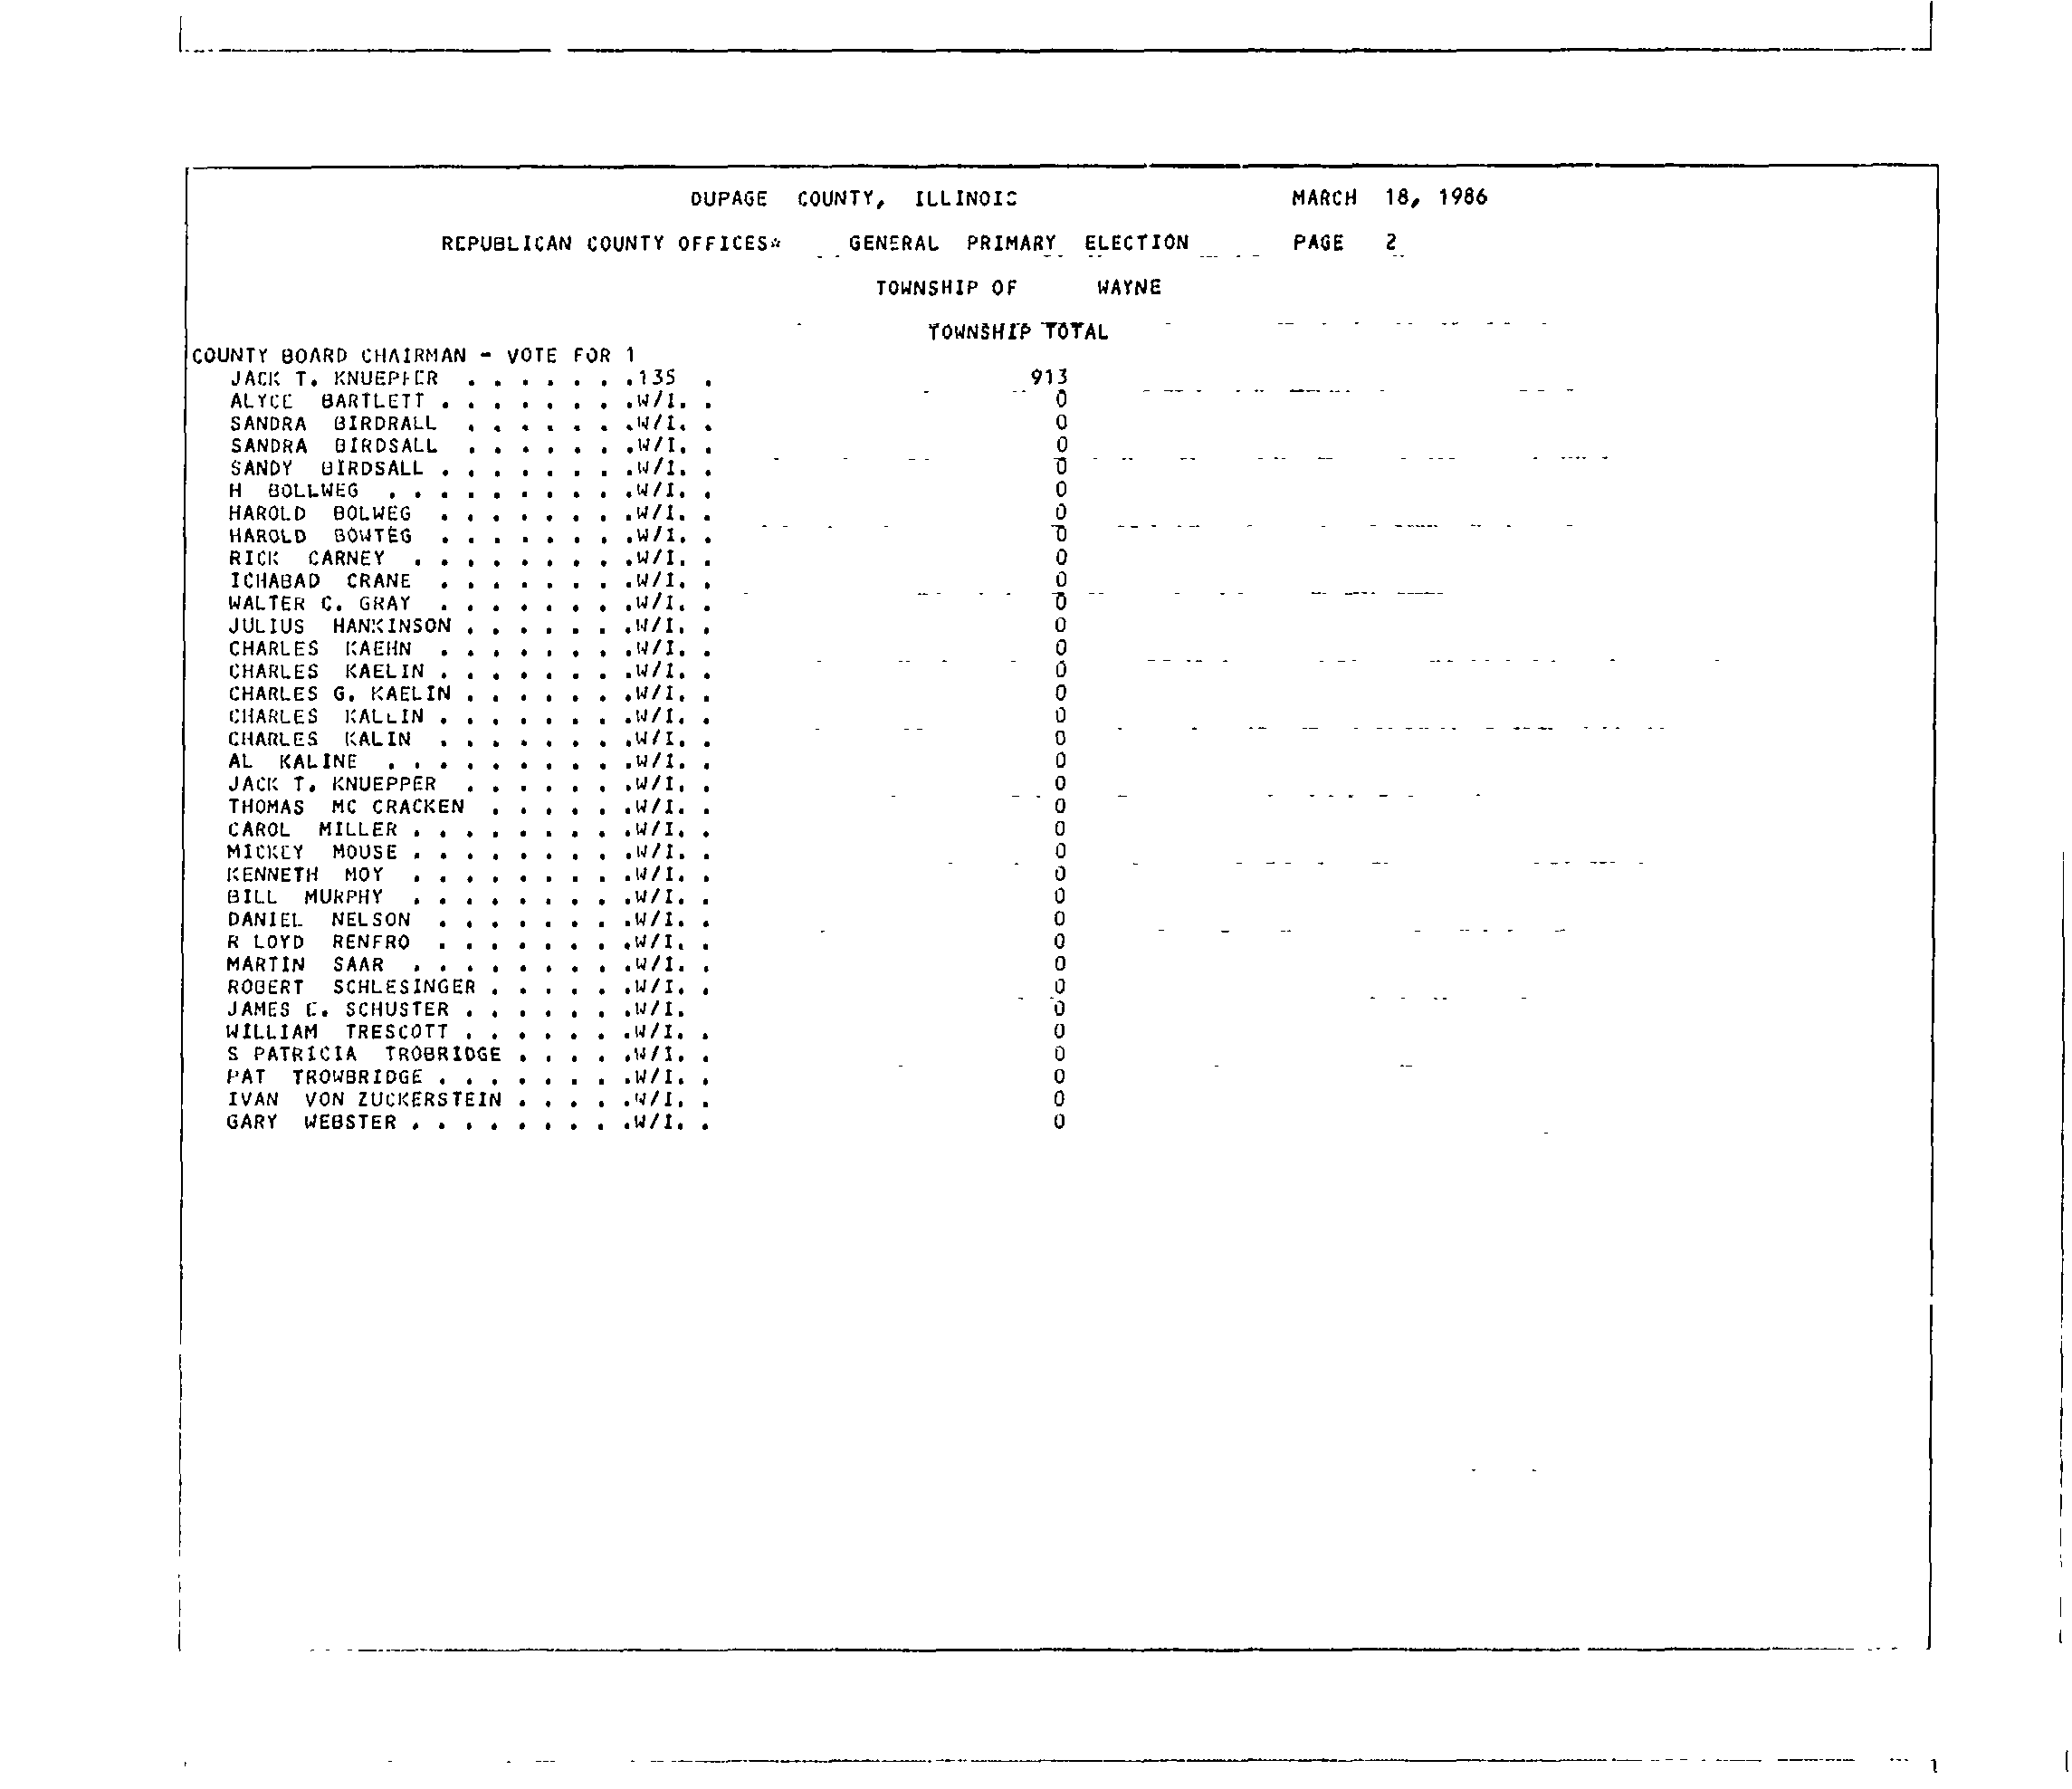 DUPAGE COUNTY, ILLINOIS MARCH 18, 1986
REPUBLICAN COUNTY OFFICES* GENERAL PRIMARY ELECTION PAGE 2
TOWNSHIP OF WAYNE
TOWNSHIP TOTAL
COUNTY BOARD CHAIRMAN - VOTE FOR 1
JACK T. KNUEPFER . . . . . . .135 . 913
ALYCE BARTLETT . . . . . . . .W/I. . 0
SANDRA BIRDRALL . . . . . . .W/I. . 0
SANDRA BIRDSALL . . . . . . .W/I. . 0
SANDY BIRDSALL . . . . . . . .W/I. . 0
H BOLLWEG . . . . . . . . . .W/I. . 0
HAROLD BOLWEG . . . . . . . .W/I. . 0
HAROLD BOWTEG . . . . . . . .W/I. . 0
RICK CARNEY . . . . . . . . .W/I. . 0
ICHABAD CRANE . . . . . . . .W/I. . 0
WALTER C. GRAY . . . . . . . .W/I. . 0
JULIUS HANKINSON . . . . . . .W/I. . 0
CHARLES KAEHN . . . . . . . .W/I. . 0
CHARLES KAELIN . . . . . . . .W/I. . 0
CHARLES G. KAELIN . . . . . . .W/I. . 0
CHARLES KALLIN . . . . . . . .W/I. . 0
CHARLES KALIN . . . . . . . .W/I. . 0
AL KALINE . . . . . . . . . .W/I. . 0
JACK T. KNUEPPER . . . . . . .W/I. . 0
THOMAS MC CRACKEN . . . . . .W/I. . 0
CAROL MILLER . . . . . . . . .W/I. . 0
MICKEY MOUSE . . . . . . . . .W/I. . 0
KENNETH MOY . . . . . . . . .W/I. . 0
BILL MURPHY . . . . . . . . .W/I. . 0
DANIEL NELSON . . . . . . . .W/I. . 0
R LOYD RENFRO . . . . . . . .W/I. . 0
MARTIN SAAR . . . . . . . . .W/I. . 0
ROBERT SCHLESINGER . . . . . .W/I. . 0
JAMES E. SCHUSTER . . . . . . .W/I. 0
WILLIAM TRESCOTT . . . . . . .W/I. . 0
S PATRICIA TROBRIDGE . . . . .W/I. . 0
PAT TROWBRIDGE . . . . . . . .W/I. . 0
IVAN VON ZUCKERSTEIN . . . . .W/I. . 0
GARY WEBSTER . . . . . . . . .W/I. . 0